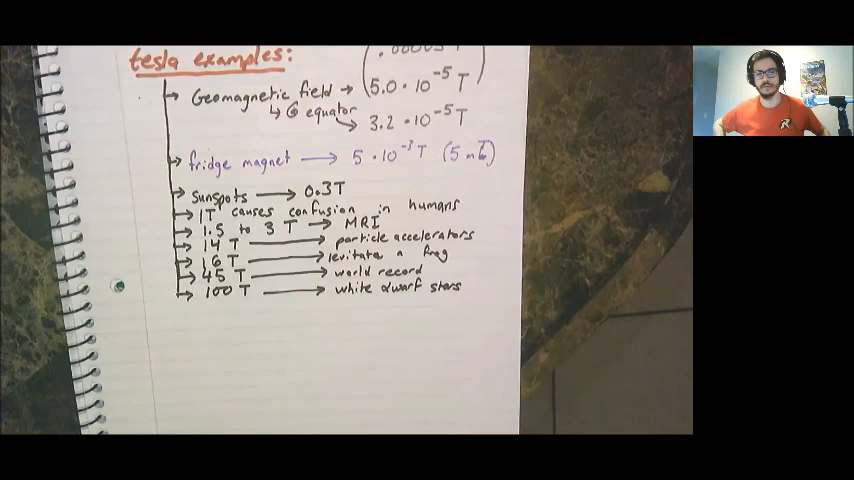 tesla examples:
(.00005 T
Geomagnetic field → (5.0 · 10⁻⁵ T)
↳ @ equator → 3.2 · 10⁻⁵ T
fridge magnet → 5 · 10⁻³ T (5 mT)
Sunspots → 0.3T
1T causes confusion in humans
1.5 to 3 T → MRI
14 T → particle accelerators
16 T → levitate a frog
45 T → world record
100 T → white dwarf stars